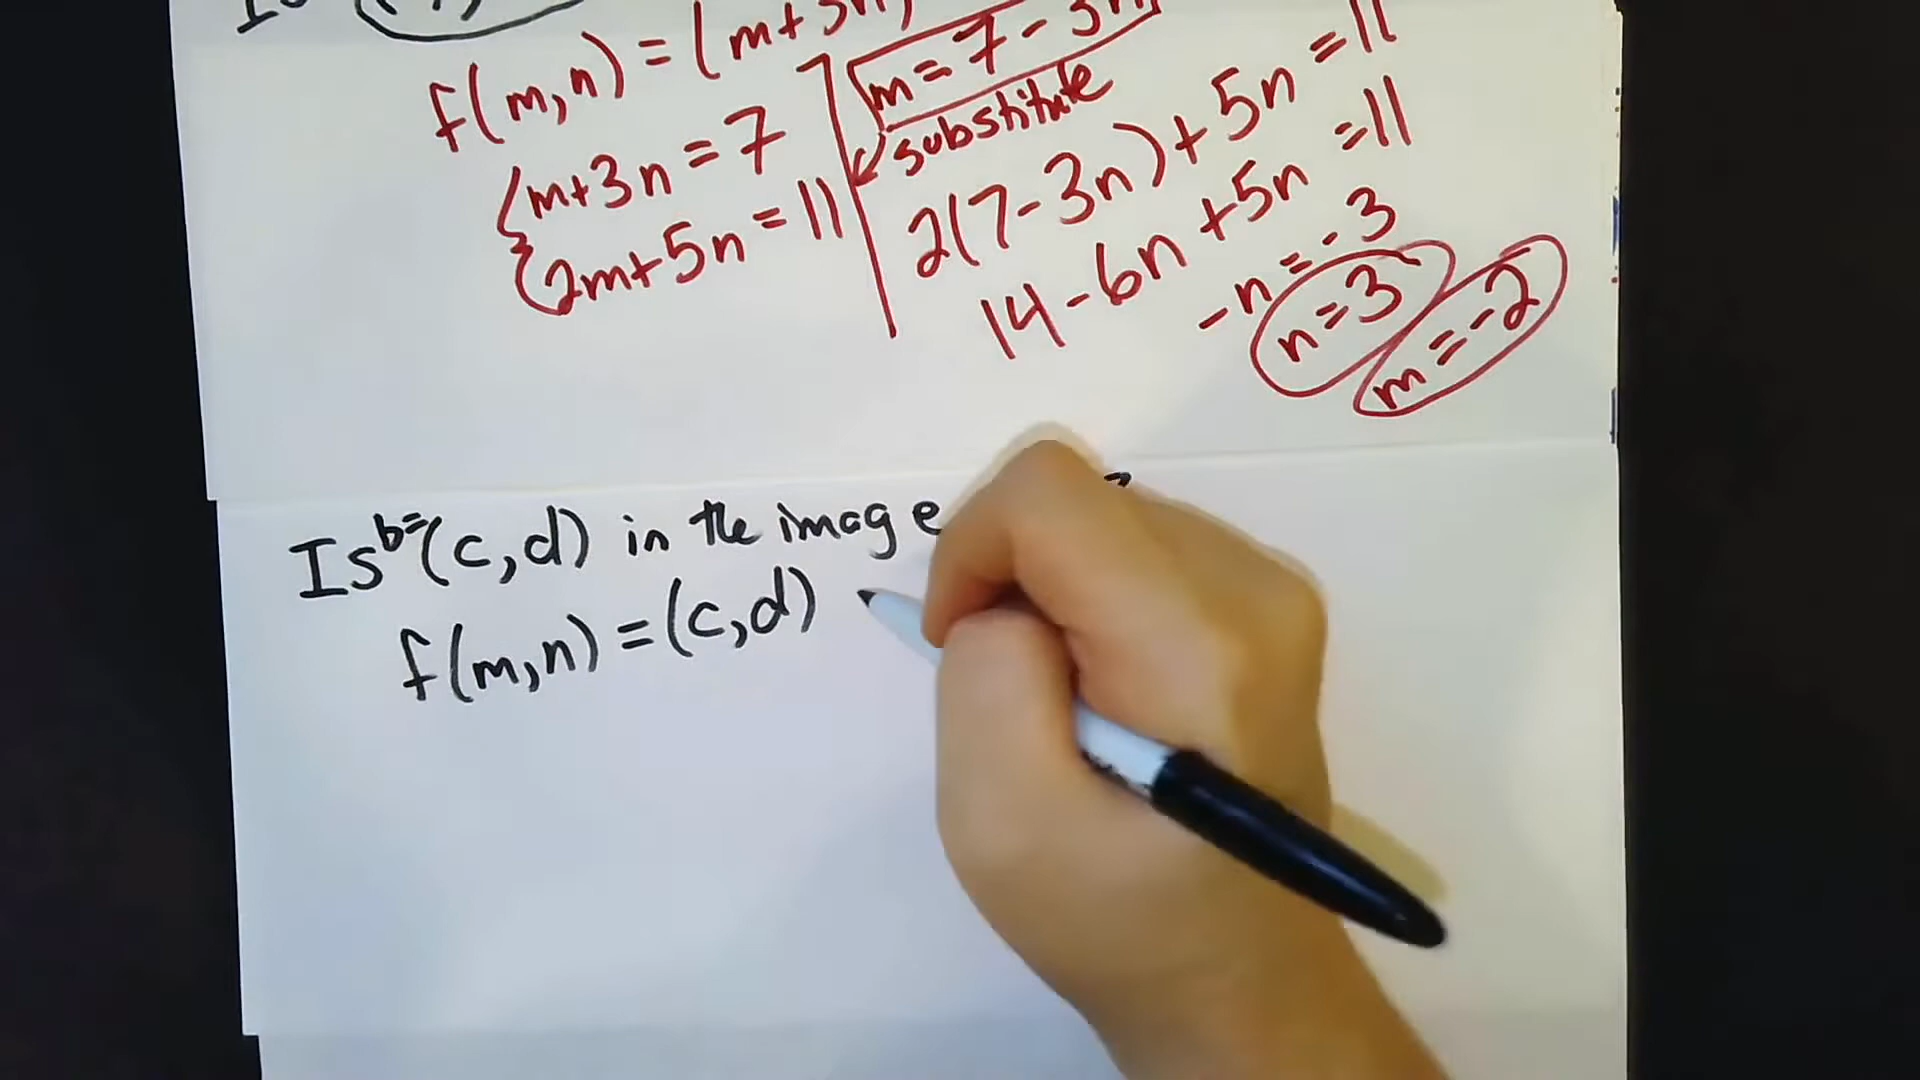 f(m,n) = (m+3n,
{m+3n = 7
2m+5n = 11
m = 7 - 3n
substitute
2(7-3n)+5n = 11
14-6n+5n = 11
-n = -3
n = 3
m = -2
Is b=(c,d) in the image
f(m,n) = (c,d)